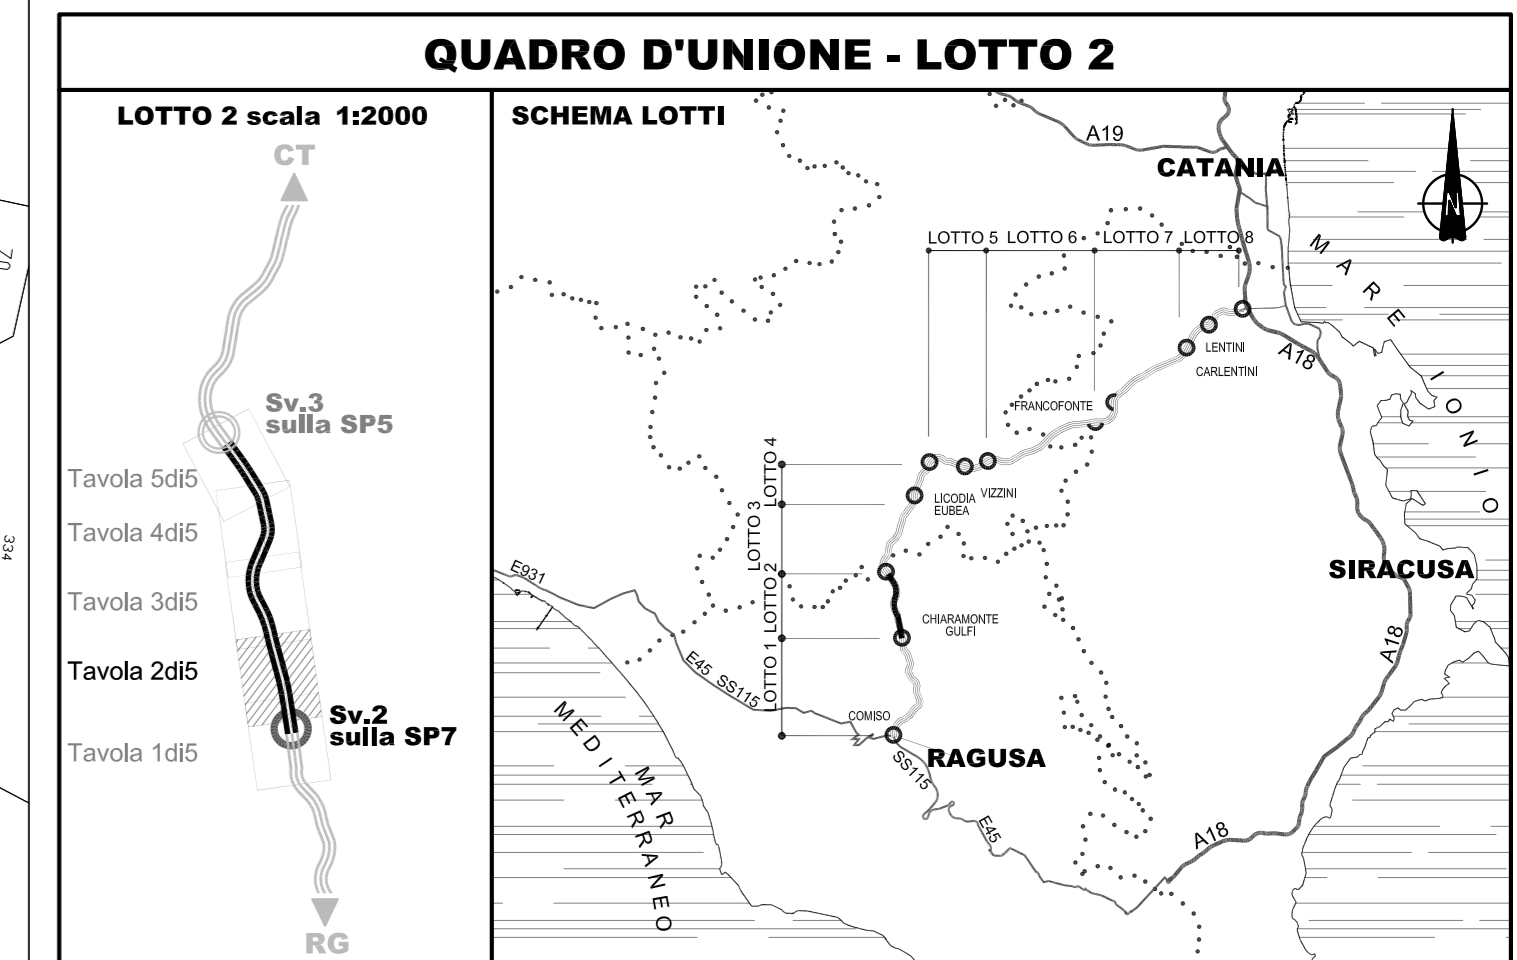 QUADRO D'UNIONE - LOTTO 2
LOTTO 2 scala 1:2000
CT
Sv.3
sulla SP5
Tavola 5di5
Tavola 4di5
Tavola 3di5
Tavola 2di5
Sv.2
sulla SP7
Tavola 1di5
RG
SCHEMA LOTTI
A19
CATANIA
N
LOTTO 5
LOTTO 6
LOTTO 7
LOTTO 8
MARE IONIO
LENTINI
CARLENTINI
A18
FRANCOFONTE
LOTTO 4
LOTTO 3
LOTTO 2
LOTTO 1
LICODIA
EUBEA
VIZZINI
E931
SIRACUSA
CHIARAMONTE
GULFI
A18
E45
SS115
COMISO
RAGUSA
SS115
E45
A18
MAR
MEDITERRANEO
70
334